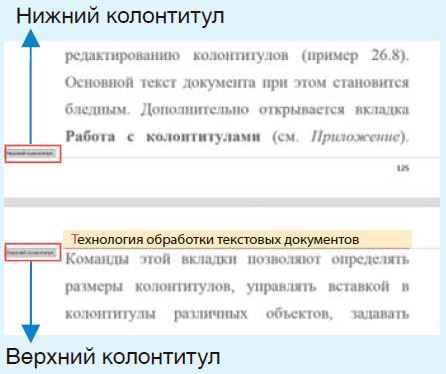 Нижний колонтитул
редактированию колонтитулов (пример 26.8).
Основной текст документа при этом становится
бледным. Дополнительно открывается вкладка
Работа с колонтитулами (см. Приложение).
Нижний колонтитул
125
Технология обработки текстовых документов
Верхний колонтитул
Команды этой вкладки позволяют определять
размеры колонтитулов, управлять вставкой в
колонтитулы различных объектов, задавать
Верхний колонтитул